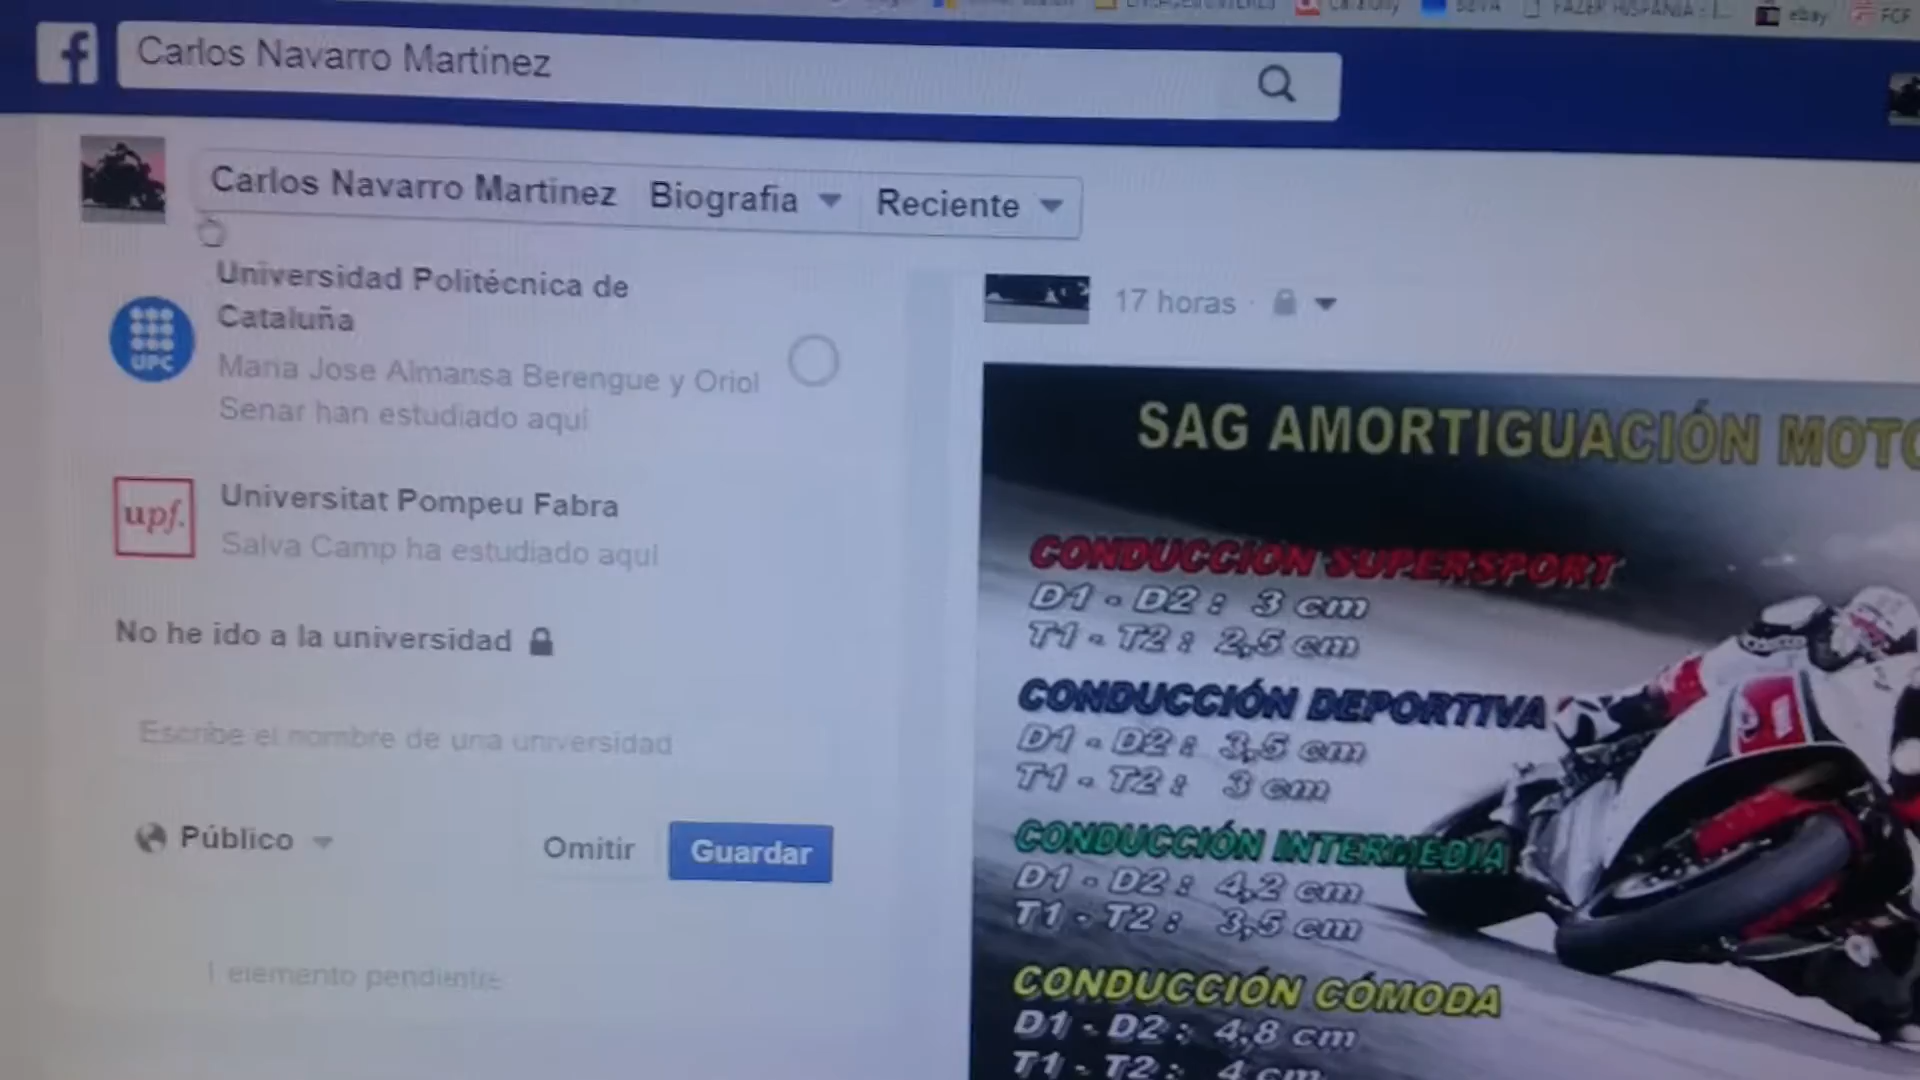 ebay
FCF
Carlos Navarro Martínez
Carlos Navarro Martínez Biografía Reciente
Universidad Politécnica de
Cataluña
UPC
Maria Jose Almansa Berengue y Oriol
Senar han estudiado aquí
upf.
Universitat Pompeu Fabra
Salva Camp ha estudiado aquí
No he ido a la universidad
Escribe el nombre de una universidad
Público
Omitir
Guardar
1 elemento pendiente
17 horas ·
SAG AMORTIGUACIÓN MOTO
CONDUCCIÓN SUPERSPORT
D1 - D2 : 3 cm
T1 - T2 : 2,5 cm
CONDUCCIÓN DEPORTIVA
D1 - D2 : 3,5 cm
T1 - T2 : 3 cm
CONDUCCIÓN INTERMEDIA
D1 - D2 : 4,2 cm
T1 - T2 : 3,5 cm
CONDUCCIÓN CÓMODA
D1 - D2 : 4,8 cm
T1 - T2 : 4 cm